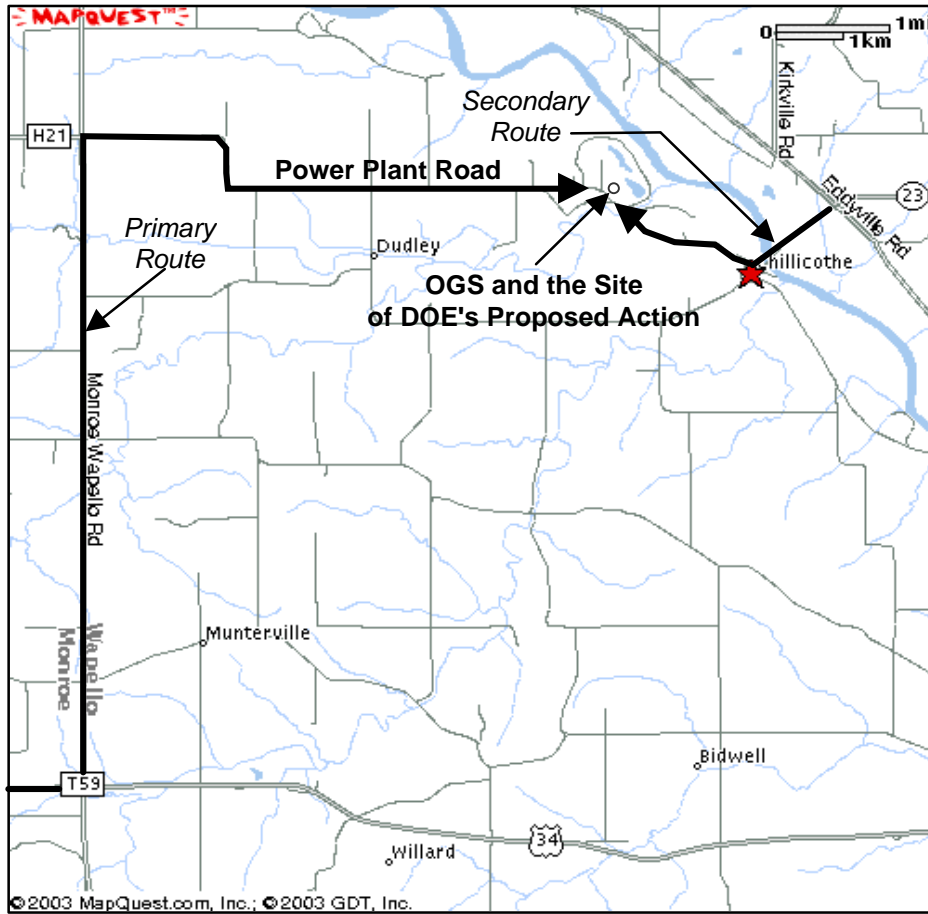 MAPQUEST™
0 1mi
1km
H21
Kirkville Rd
Secondary
Route
Power Plant Road
Eddyville Rd
23
Primary
Route
Dudley
hillicothe
OGS and the Site
of DOE's Proposed Action
Monroe Wapello Rd
Wapello
Monroe
Munterville
T59
Bidwell
34
Willard
©2003 MapQuest.com, Inc.; ©2003 GDT, Inc.